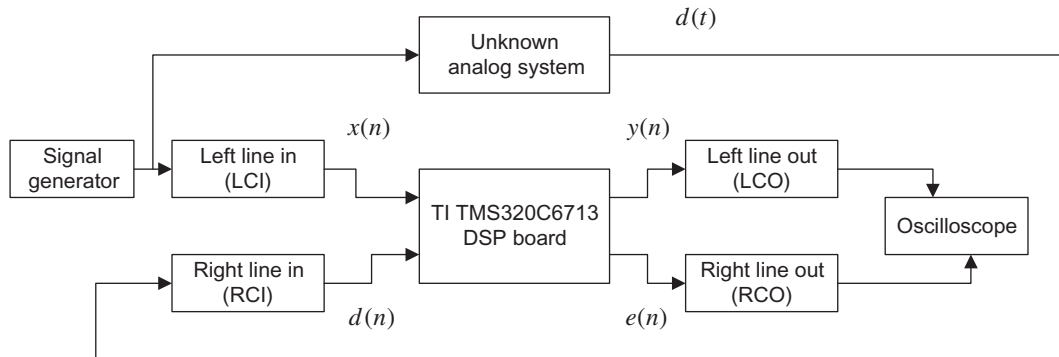 d(t)
Unknown
analog system
x(n)
y(n)
Signal
generator
Left line in
(LCI)
Left line out
(LCO)
TI TMS320C6713
DSP board
Oscilloscope
Right line in
(RCI)
Right line out
(RCO)
d(n)
e(n)